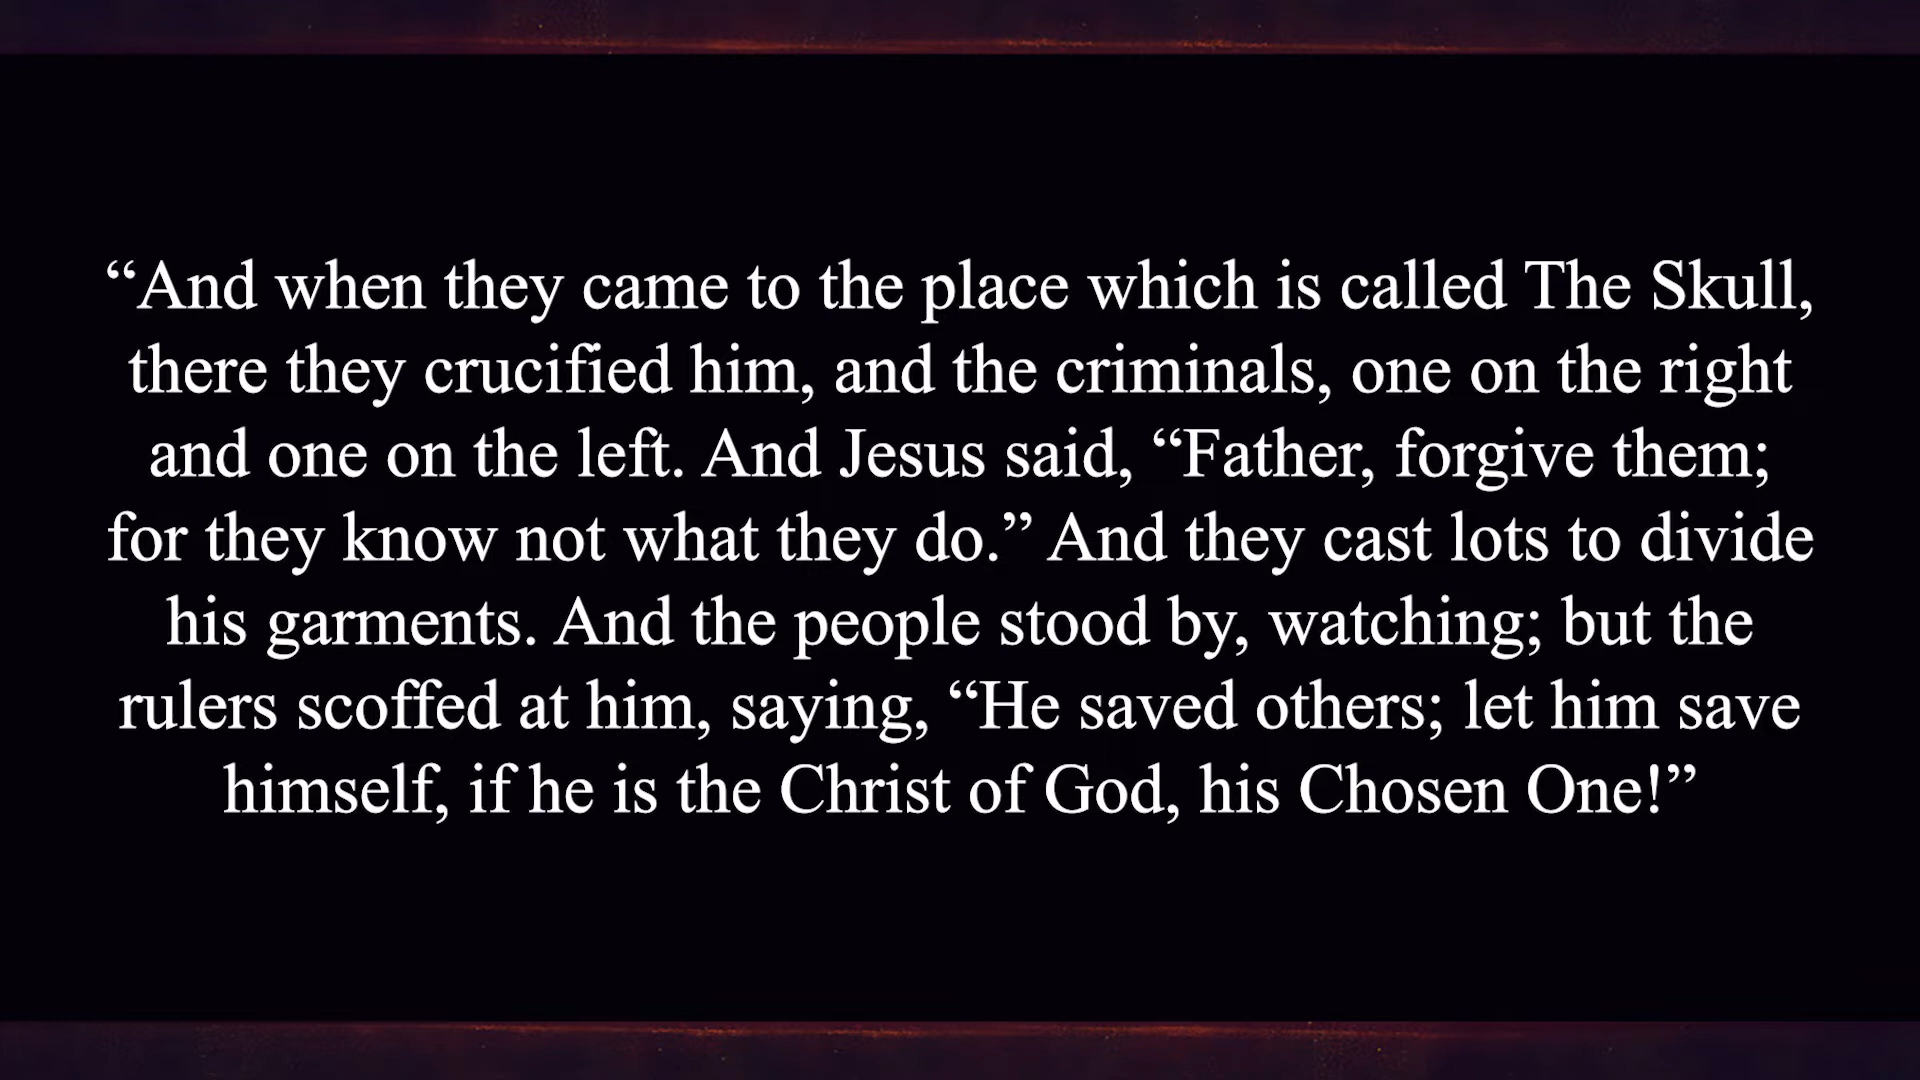 “And when they came to the place which is called The Skull,
there they crucified him, and the criminals, one on the right
and one on the left. And Jesus said, “Father, forgive them;
for they know not what they do.” And they cast lots to divide
his garments. And the people stood by, watching; but the
rulers scoffed at him, saying, “He saved others; let him save
himself, if he is the Christ of God, his Chosen One!”